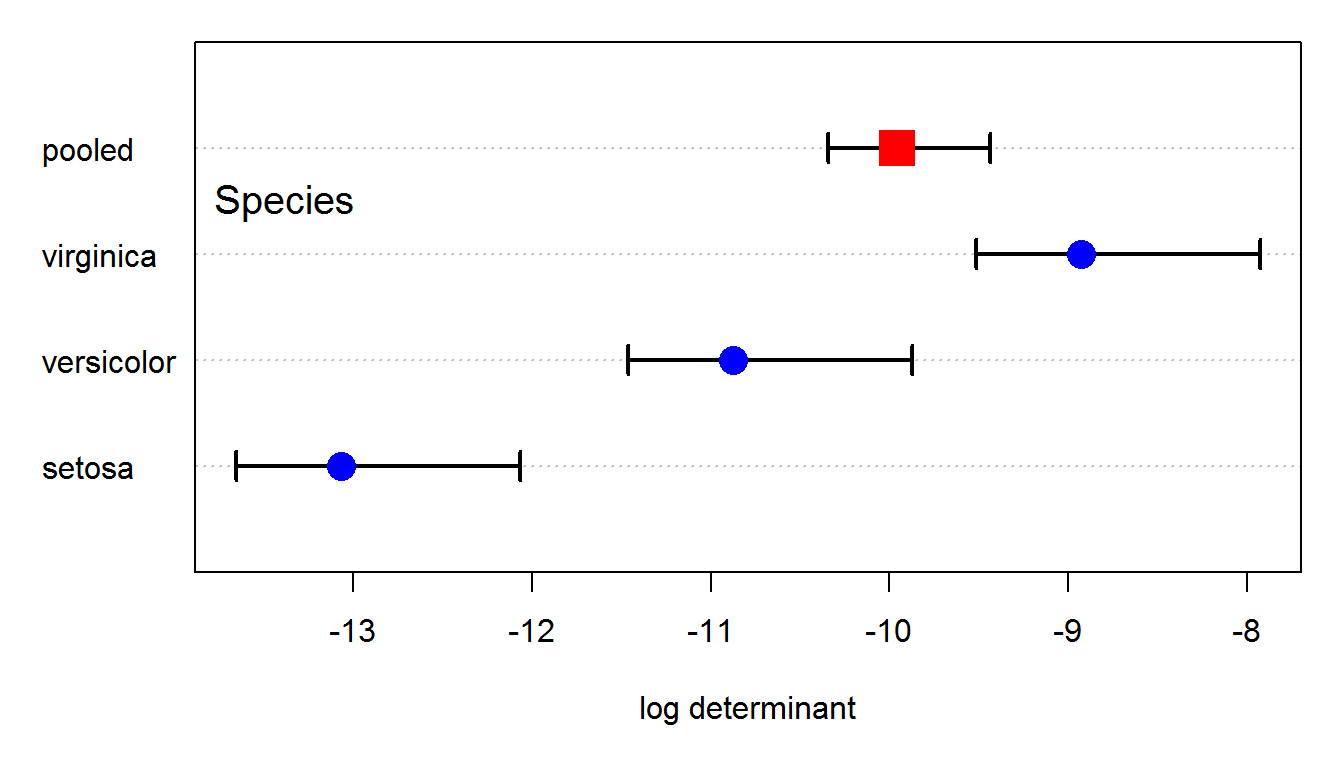 pooled
Species
virginica
versicolor
setosa
-13 -12 -11 -10 -9 -8
log determinant